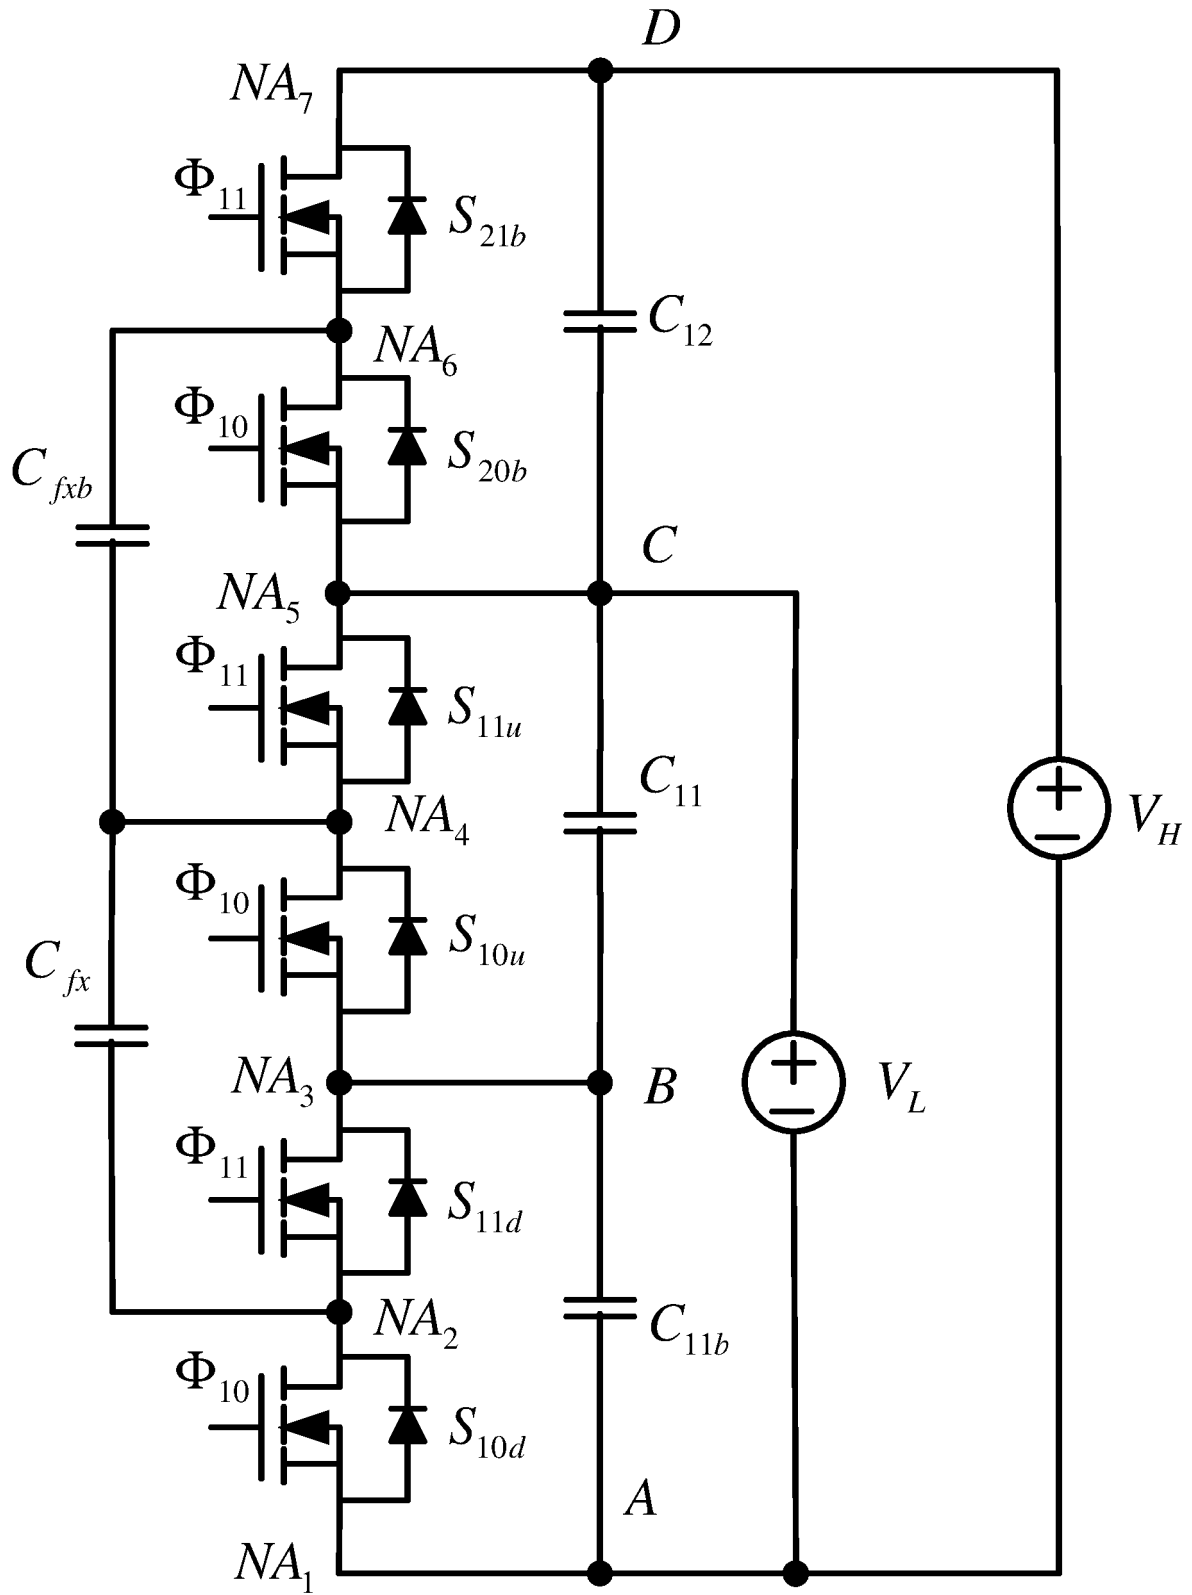 D
NA7
Φ11
S21b
C12
NA6
Φ10
S20b
Cfxb
C
NA5
Φ11
S11u
C11
NA4
VH
Φ10
S10u
Cfx
NA3
B
VL
Φ11
S11d
NA2
C11b
Φ10
S10d
A
NA1